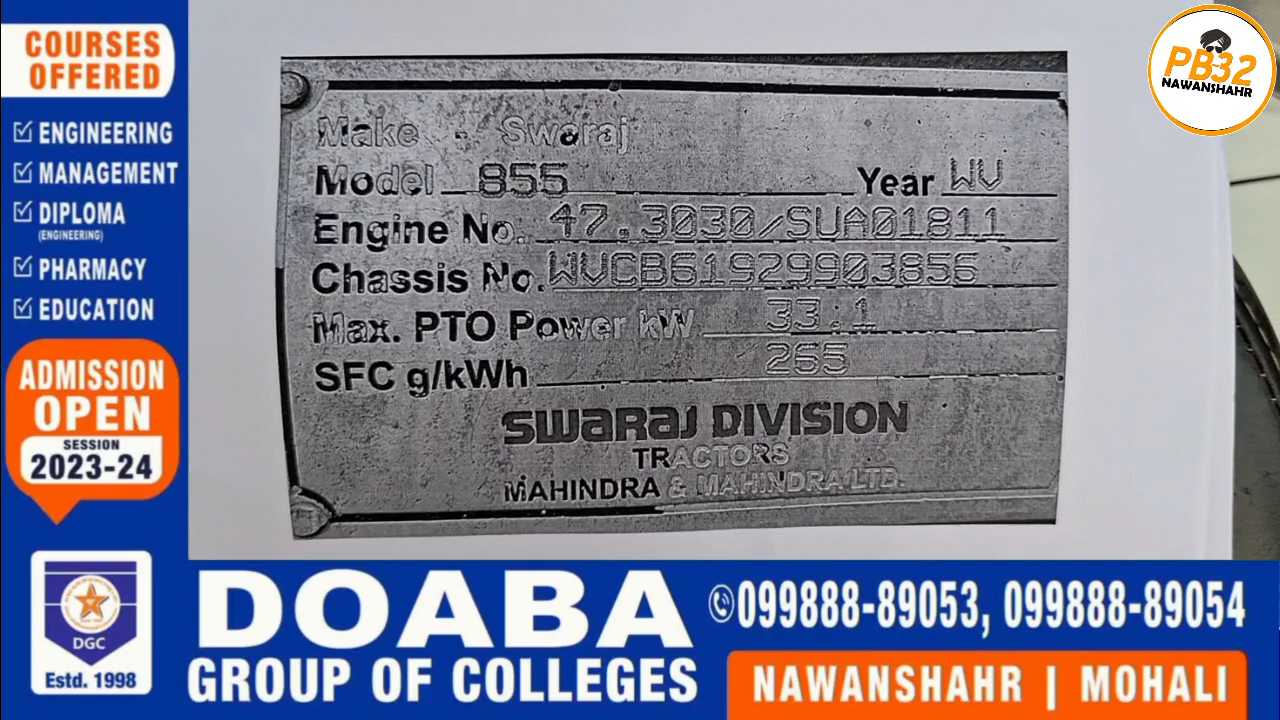 COURSES
OFFERED
ENGINEERING
MANAGEMENT
DIPLOMA
(ENGINEERING)
PHARMACY
EDUCATION
ADMISSION
OPEN
SESSION
2023-24
DGC
Estd. 1998
PB32
NAWANSHAHR
Make - Swaraj
Model 855 Year WV
Engine No. 47.3030/SUA01811
Chassis No. WVCB61929903856
Max. PTO Power kW 33.1
SFC g/kWh 265
SWARAJ DIVISION
TRACTORS
MAHINDRA & MAHINDRA LTD.
DOABA
GROUP OF COLLEGES
099888-89053, 099888-89054
NAWANSHAHR | MOHALI